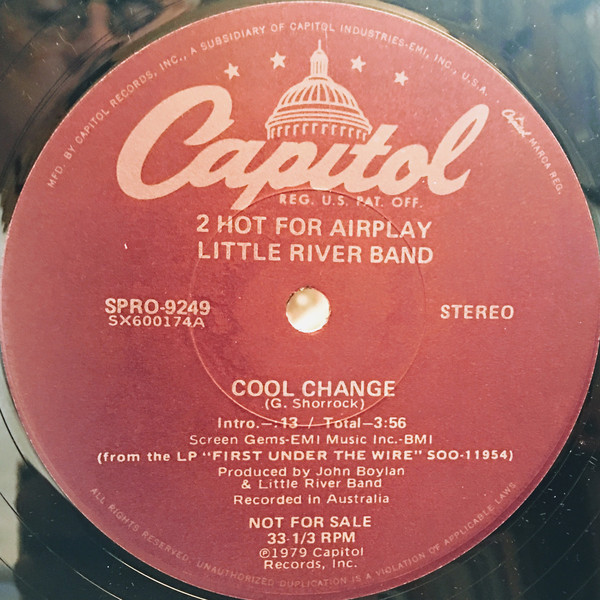 MFD. BY CAPITOL RECORDS, INC., A SUBSIDIARY OF CAPITOL INDUSTRIES-EMI, INC., U.S.A.
Capitol MARCA REG.
Capitol
REG. U.S. PAT. OFF.
2 HOT FOR AIRPLAY
LITTLE RIVER BAND
SPRO-9249
SX600174A
STEREO
COOL CHANGE
(G. Shorrock)
Intro.–:13 / Total–3:56
Screen Gems-EMI Music Inc.-BMI
(from the LP "FIRST UNDER THE WIRE" SOO-11954)
Produced by John Boylan
& Little River Band
Recorded in Australia
NOT FOR SALE
33-1/3 RPM
℗1979 Capitol
Records, Inc.
ALL RIGHTS RESERVED. UNAUTHORIZED DUPLICATION IS A VIOLATION OF APPLICABLE LAWS.